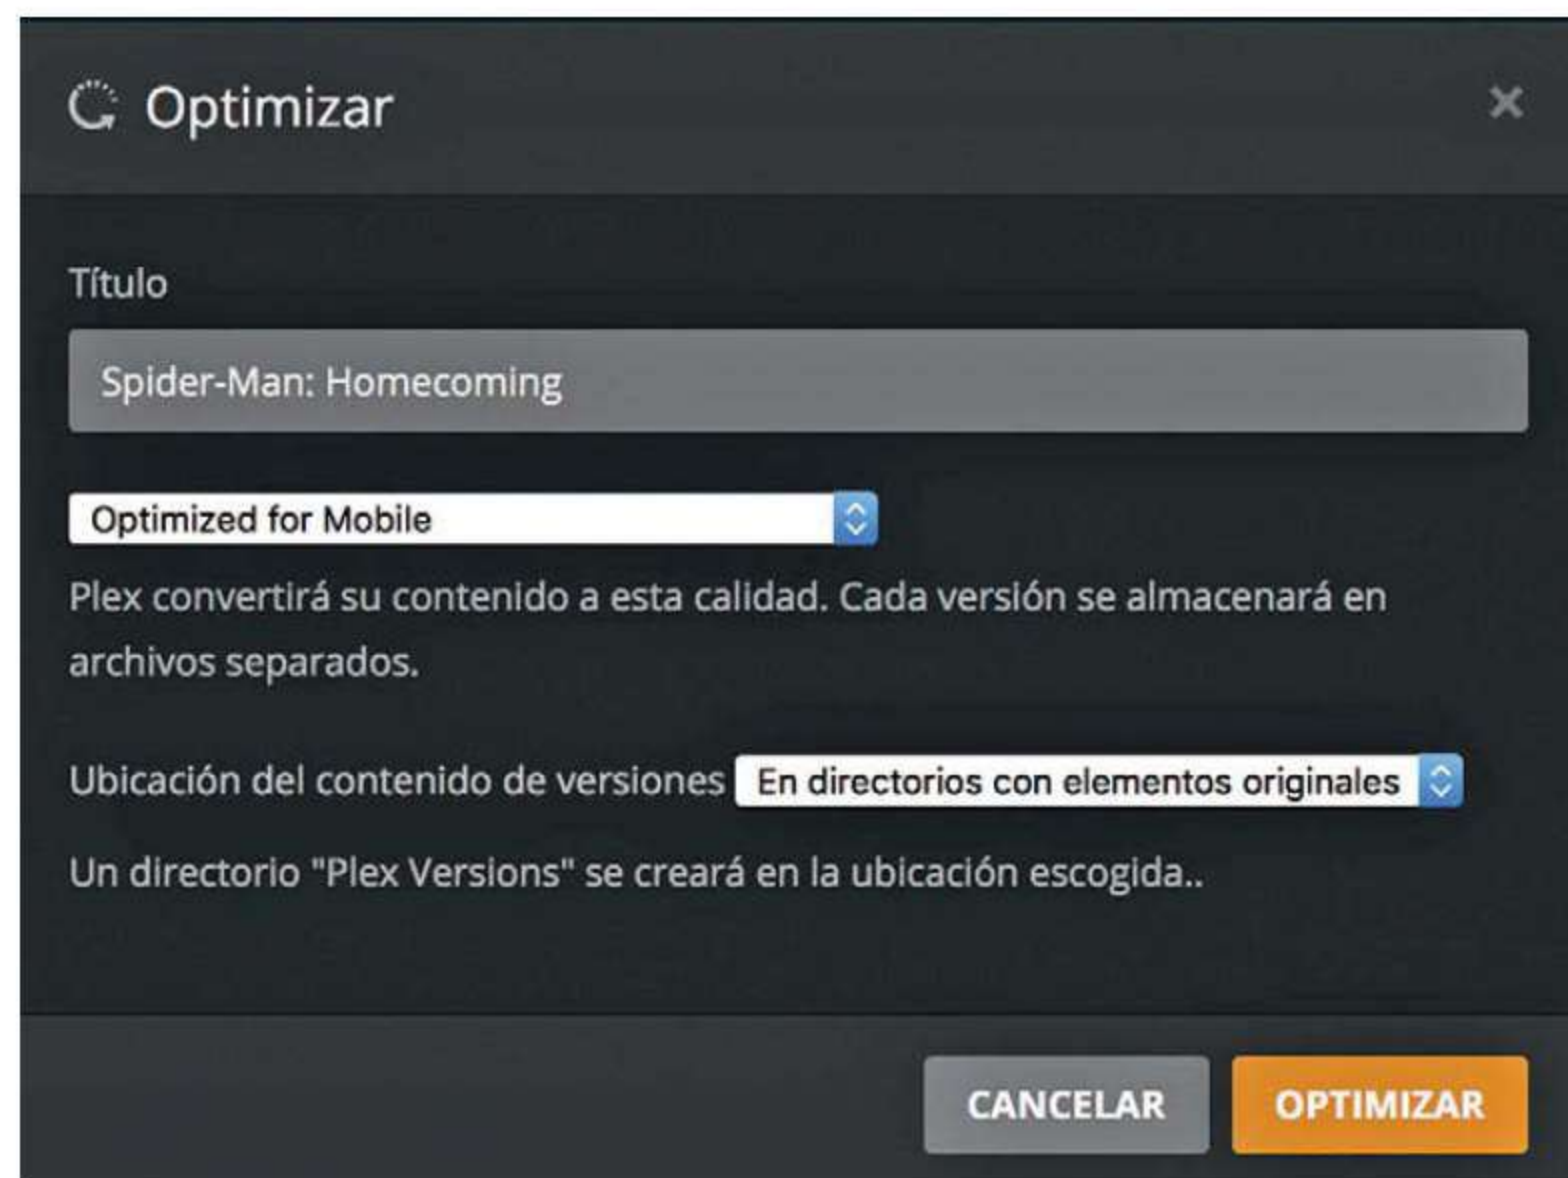 Optimizar
Título
Spider-Man: Homecoming
Optimized for Mobile
Plex convertirá su contenido a esta calidad. Cada versión se almacenará en
archivos separados.
Ubicación del contenido de versiones En directorios con elementos originales
Un directorio "Plex Versions" se creará en la ubicación escogida..
CANCELAR OPTIMIZAR